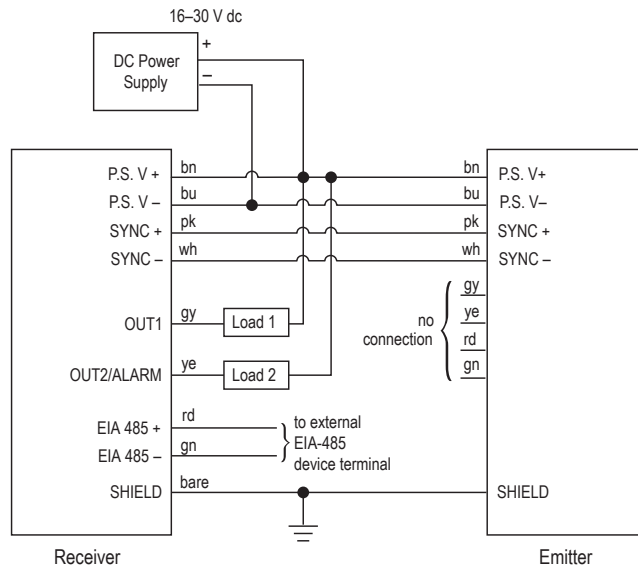 16–30 V dc
DC Power
Supply
+
–
P.S. V +
bn
bn
P.S. V+
P.S. V –
bu
bu
P.S. V–
SYNC +
pk
pk
SYNC +
SYNC –
wh
wh
SYNC –
OUT1
gy
Load 1
OUT2/ALARM
ye
Load 2
no
connection
gy
ye
rd
gn
EIA 485 +
rd
EIA 485 –
gn
to external
EIA-485
device terminal
SHIELD
bare
SHIELD
Receiver
Emitter